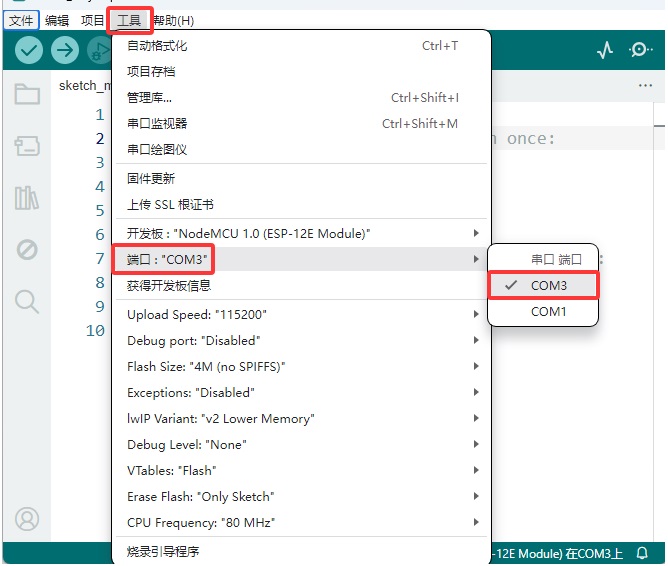 文件 编辑 项目 工具 帮助(H)
自动格式化 Ctrl+T
项目存档
sketch_m
管理库... Ctrl+Shift+I
串口监视器 Ctrl+Shift+M
串口绘图仪
固件更新
上传 SSL 根证书
开发板 : "NodeMCU 1.0 (ESP-12E Module)"
端口 : "COM3"
获得开发板信息
Upload Speed: "115200"
Debug port: "Disabled"
Flash Size: "4M (no SPIFFS)"
Exceptions: "Disabled"
lwIP Variant: "v2 Lower Memory"
Debug Level: "None"
VTables: "Flash"
Erase Flash: "Only Sketch"
CPU Frequency: "80 MHz"
烧录引导程序
串口 端口
COM3
COM1
1
2 once:
3
4
5
6
7
8
9
10
-12E Module) 在COM3上